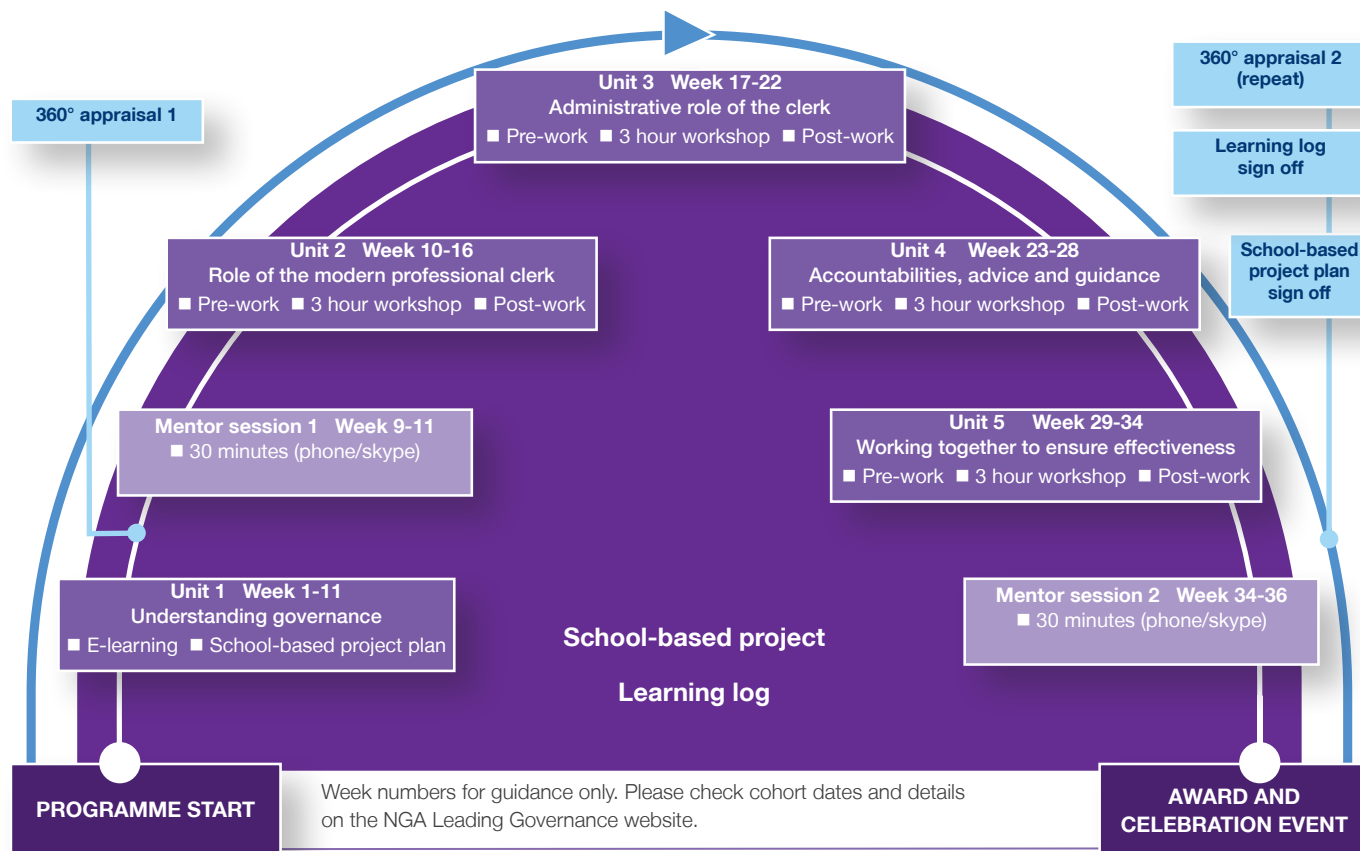 360° appraisal 1
Unit 3 Week 17-22
Administrative role of the clerk
■ Pre-work ■ 3 hour workshop ■ Post-work
360° appraisal 2
(repeat)
Learning log
sign off
School-based
project plan
sign off
Unit 2 Week 10-16
Role of the modern professional clerk
■ Pre-work ■ 3 hour workshop ■ Post-work
Unit 4 Week 23-28
Accountabilities, advice and guidance
■ Pre-work ■ 3 hour workshop ■ Post-work
Mentor session 1 Week 9-11
■ 30 minutes (phone/skype)
Unit 5 Week 29-34
Working together to ensure effectiveness
■ Pre-work ■ 3 hour workshop ■ Post-work
Unit 1 Week 1-11
Understanding governance
■ E-learning ■ School-based project plan
School-based project
Learning log
Mentor session 2 Week 34-36
■ 30 minutes (phone/skype)
PROGRAMME START
Week numbers for guidance only. Please check cohort dates and details
on the NGA Leading Governance website.
AWARD AND
CELEBRATION EVENT